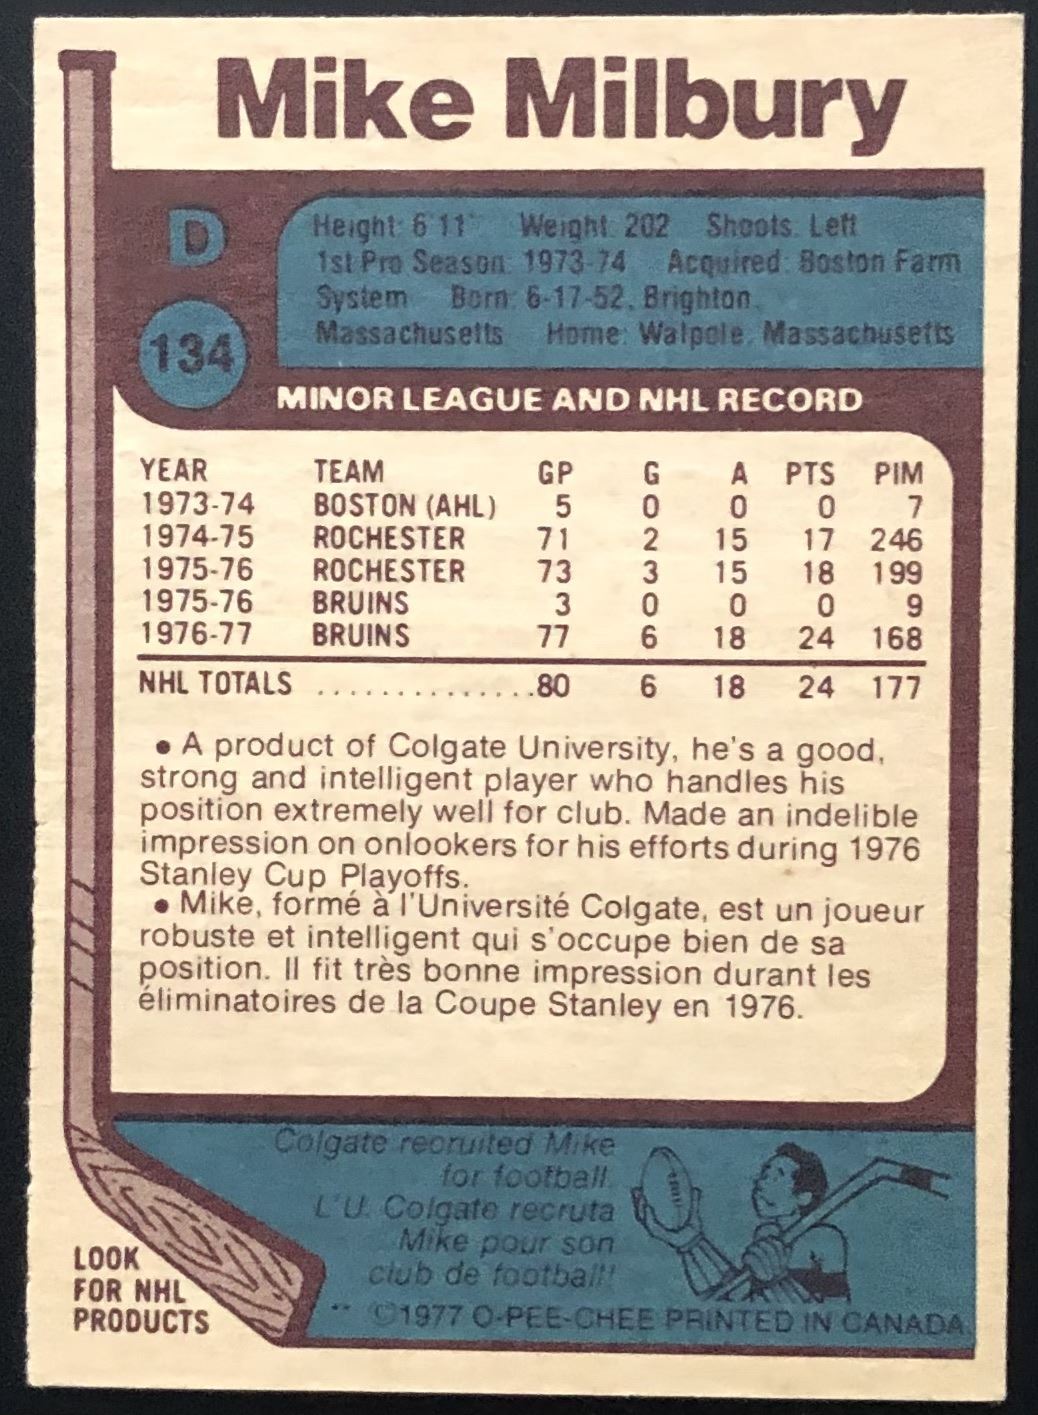 Mike Milbury
D
134
Height: 6'11" Weight: 202 Shoots: Left
1st Pro Season: 1973-74 Acquired: Boston Farm
System Born: 6-17-52, Brighton,
Massachusetts Home: Walpole, Massachusetts
MINOR LEAGUE AND NHL RECORD
YEAR TEAM GP G A PTS PIM
1973-74 BOSTON (AHL) 5 0 0 0 7
1974-75 ROCHESTER 71 2 15 17 246
1975-76 ROCHESTER 73 3 15 18 199
1975-76 BRUINS 3 0 0 0 9
1976-77 BRUINS 77 6 18 24 168
NHL TOTALS ..............80 6 18 24 177
• A product of Colgate University, he's a good,
strong and intelligent player who handles his
position extremely well for club. Made an indelible
impression on onlookers for his efforts during 1976
Stanley Cup Playoffs.
• Mike, formé à l'Université Colgate, est un joueur
robuste et intelligent qui s'occupe bien de sa
position. Il fit très bonne impression durant les
éliminatoires de la Coupe Stanley en 1976.
Colgate recruited Mike
for football.
L'U. Colgate recruta
Mike pour son
club de football!
LOOK
FOR NHL
PRODUCTS
** ©1977 O-PEE-CHEE PRINTED IN CANADA